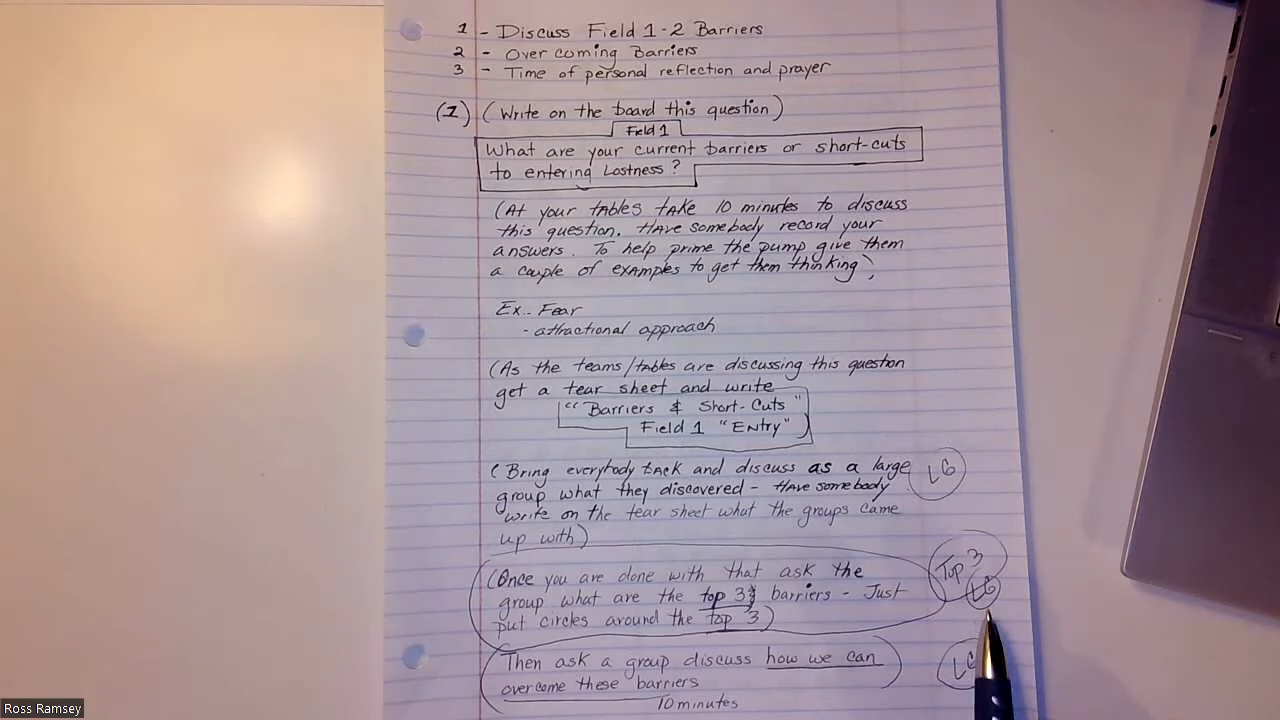 1 - Discuss Field 1-2 Barriers
2 - Over coming Barriers
3 - Time of personal reflection and prayer
(1) (Write on the board this question)
Field 1
What are your current barriers or short-cuts
to entering Lostness?
(At your tables take 10 minutes to discuss
this question. Have somebody record your
answers. To help prime the pump give them
a couple of examples to get them thinking)
Ex.. Fear
- attractional approach
(As the teams/tables are discussing this question
get a tear sheet and write
"Barriers & Short-Cuts"
Field 1 "Entry")
(Bring everybody back and discuss as a large
group what they discovered - Have somebody
write on the tear sheet what the groups came
up with)
LG
(Once you are done with that ask the
group what are the top 3 barriers - Just
put circles around the top 3)
Top 3
LG
Then ask a group discuss how we can
overcome these barriers
10 minutes
Ross Ramsey